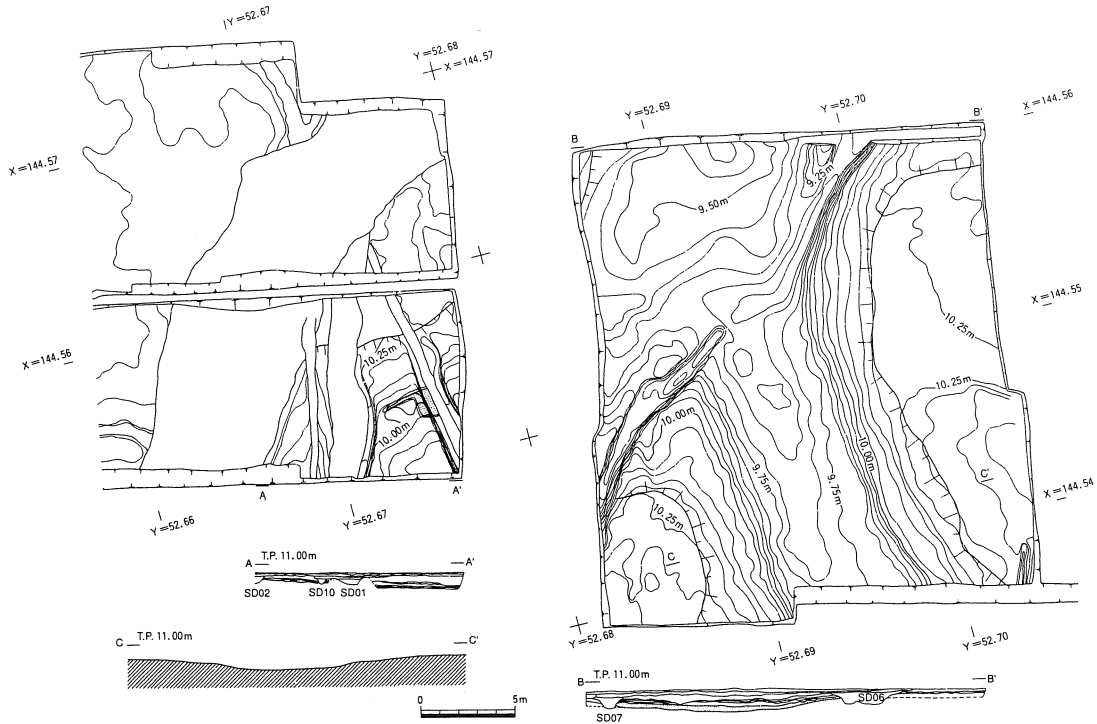 Y=52.67
Y=52.68
X=144.57
X=144.57
X=144.56
10.25m
10.00m
A
A'
Y=52.66
Y=52.67
A T.P. 11.00m A'
SD02 SD10 SD01
C T.P. 11.00m C'
0 5m
Y=52.69
Y=52.70
X=144.56
B
B'
9.25m
9.50m
X=144.55
10.25m
10.25m
10.00m
10.00m
9.75m
9.75m
C'
X=144.54
10.25m
C
Y=52.68
Y=52.69
Y=52.70
B T.P. 11.00m B'
SD06
SD07